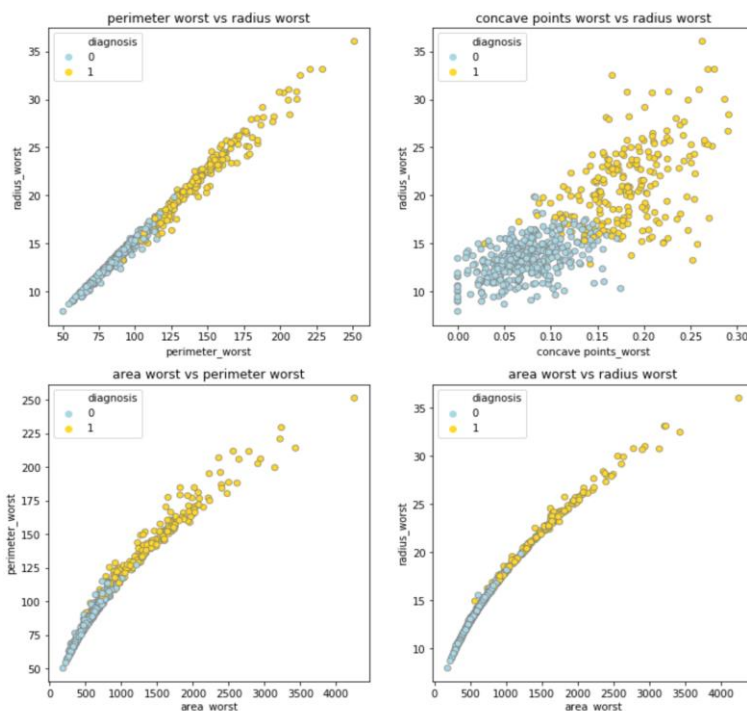 perimeter worst vs radius worst
diagnosis
0
1
35
30
25
20
15
10
radius_worst
50 75 100 125 150 175 200 225 250
perimeter_worst
concave points worst vs radius worst
diagnosis
0
1
35
30
25
20
15
10
radius_worst
0.00 0.05 0.10 0.15 0.20 0.25 0.30
concave points_worst
area worst vs perimeter worst
diagnosis
0
1
250
225
200
175
150
125
100
75
50
perimeter_worst
0 500 1000 1500 2000 2500 3000 3500 4000
area_worst
area worst vs radius worst
diagnosis
0
1
35
30
25
20
15
10
radius_worst
0 500 1000 1500 2000 2500 3000 3500 4000
area_worst